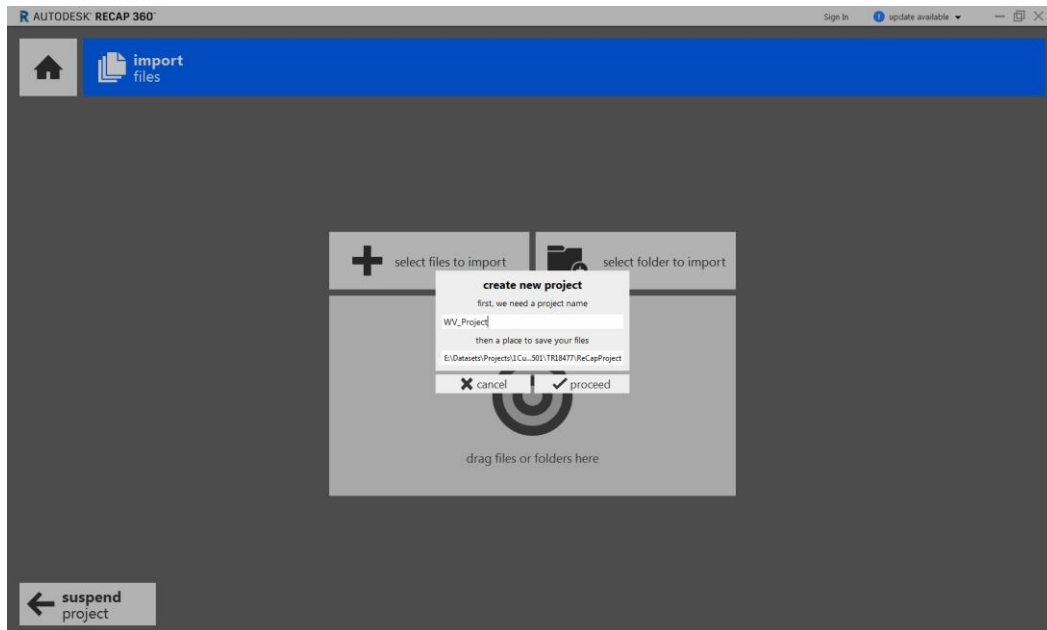 R AUTODESK® RECAP 360™
Sign In
! update available
import
files
select files to import
select folder to import
create new project
first, we need a project name
WV_Project
then a place to save your files
E:\Datasets\Projects\1Cu...501\TR18477\ReCapProject
cancel
proceed
drag files or folders here
suspend
project